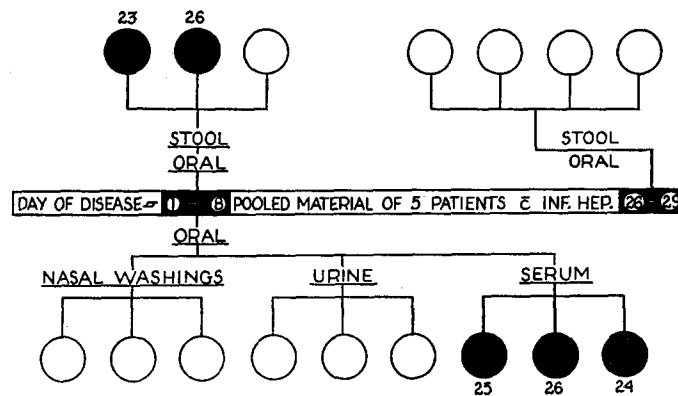 23 26
STOOL
ORAL
STOOL
ORAL
DAY OF DISEASE 1 - 8 POOLED MATERIAL OF 5 PATIENTS c̄ INF. HEP. 26 - 29
ORAL
NASAL WASHINGS URINE SERUM
25 26 24